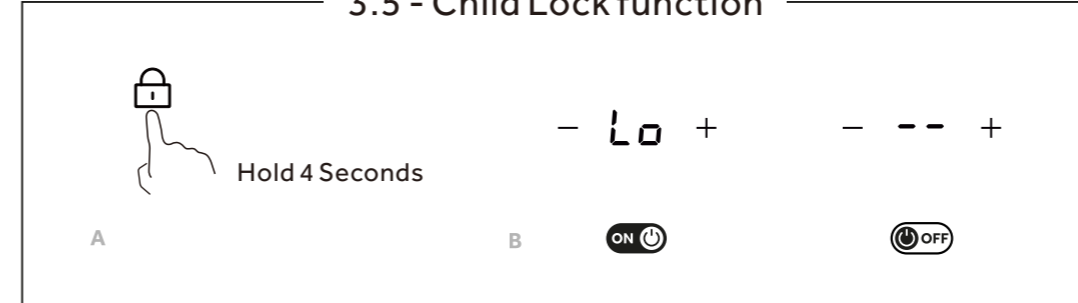 3.5 - Child Lock function
- Lo +
- -- +
Hold 4 Seconds
A
B
ON
OFF